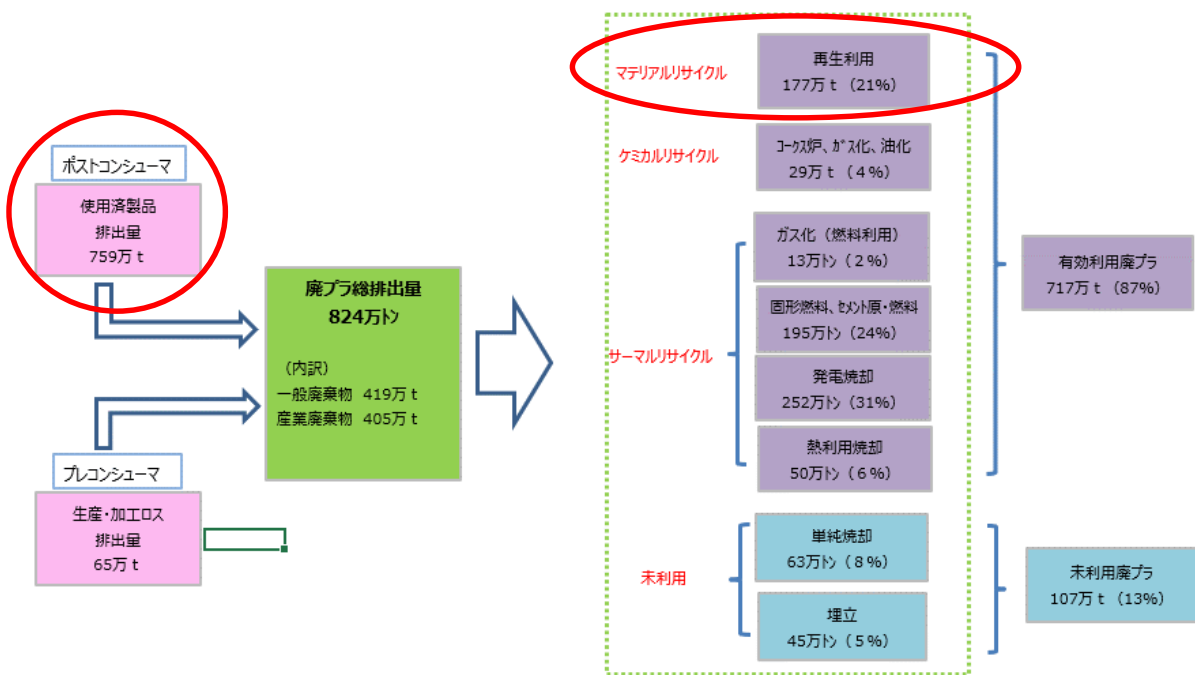 ポストコンシューマ
使用済製品
排出量
759万t
プレコンシューマ
生産・加工ロス
排出量
65万t
廃プラ総排出量
824万㌧
（内訳）
一般廃棄物 419万t
産業廃棄物 405万t
マテリアルリサイクル
再生利用
177万t（21%）
ケミカルリサイクル
ｺｰｸｽ炉、ｶﾞｽ化、油化
29万t（4%）
サーマルリサイクル
ガス化（燃料利用）
13万トン（2%）
固形燃料、ｾﾒﾝﾄ原・燃料
195万トン（24%）
発電焼却
252万トン（31%）
熱利用焼却
50万トン（6%）
未利用
単純焼却
63万トン（8%）
埋立
45万トン（5%）
有効利用廃プラ
717万t（87%）
未利用廃プラ
107万t（13%）